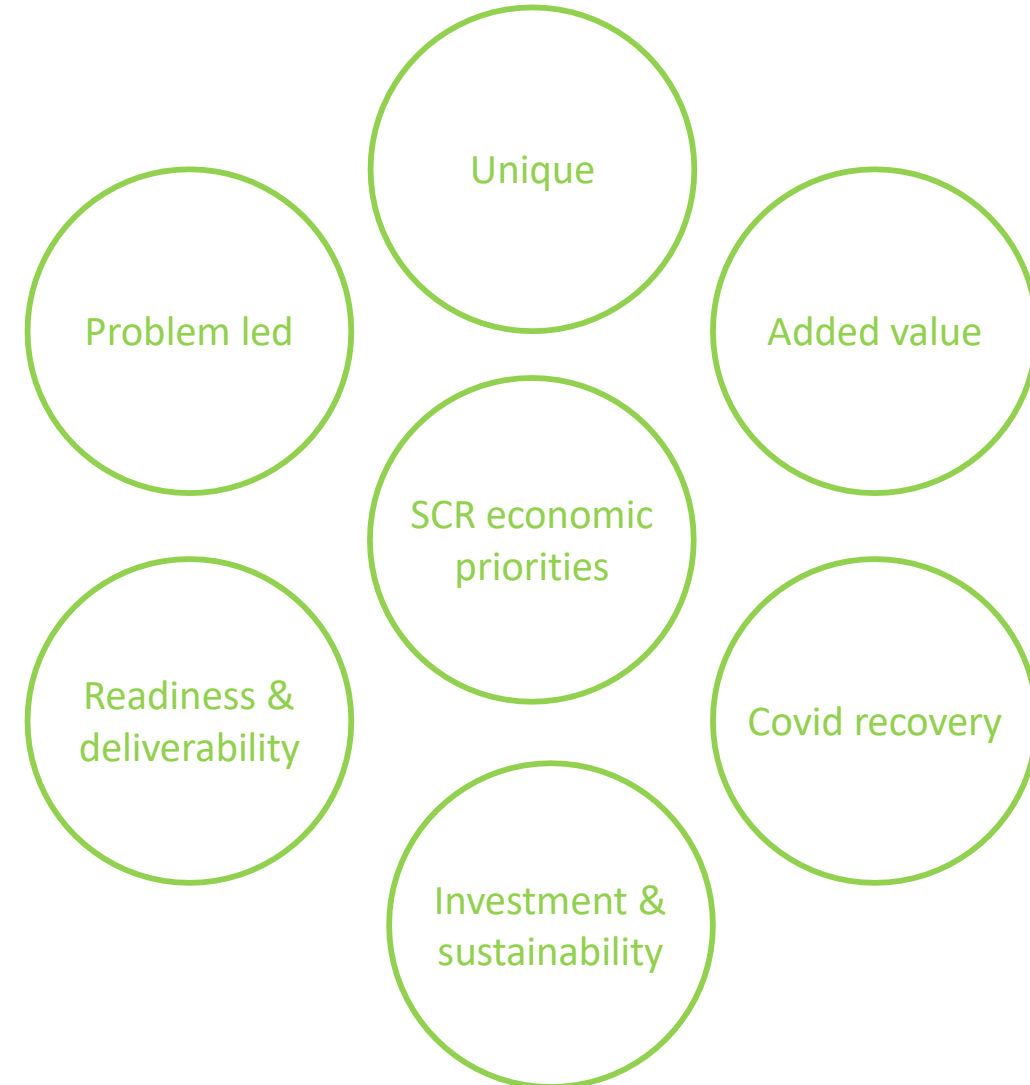 Unique
Problem led
Added value
SCR economic
priorities
Readiness &
deliverability
Covid recovery
Investment &
sustainability